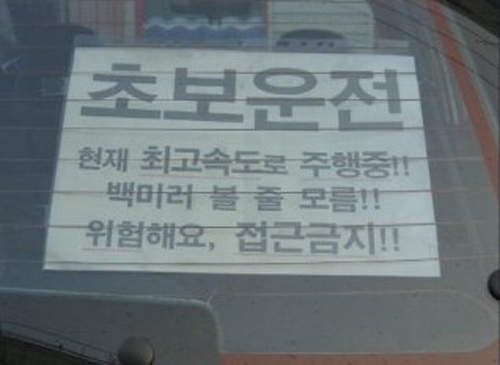 초보운전
현재 최고속도로 주행중!!
백미러 볼 줄 모름!!
위험해요, 접근금지!!